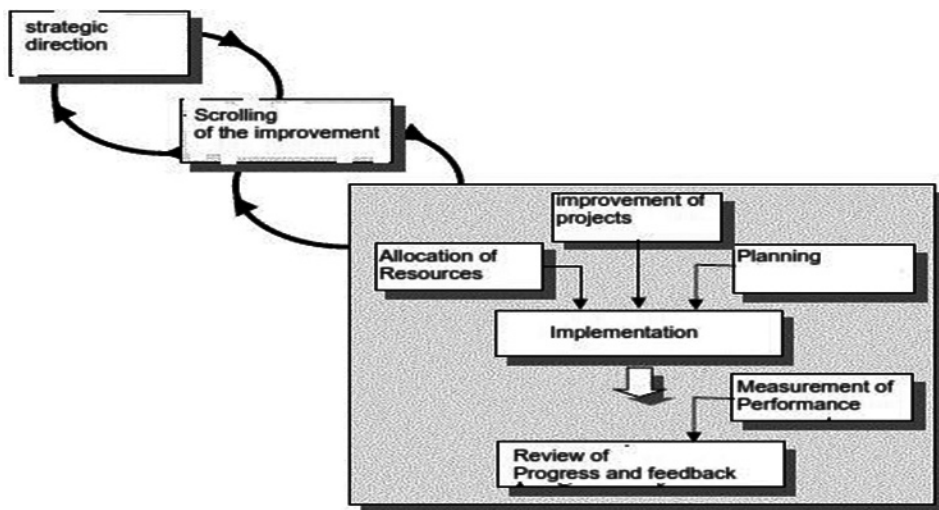 strategic
direction
Scrolling
of the improvement
improvement of
projects
Allocation of
Resources
Planning
Implementation
Measurement of
Performance
Review of
Progress and feedback